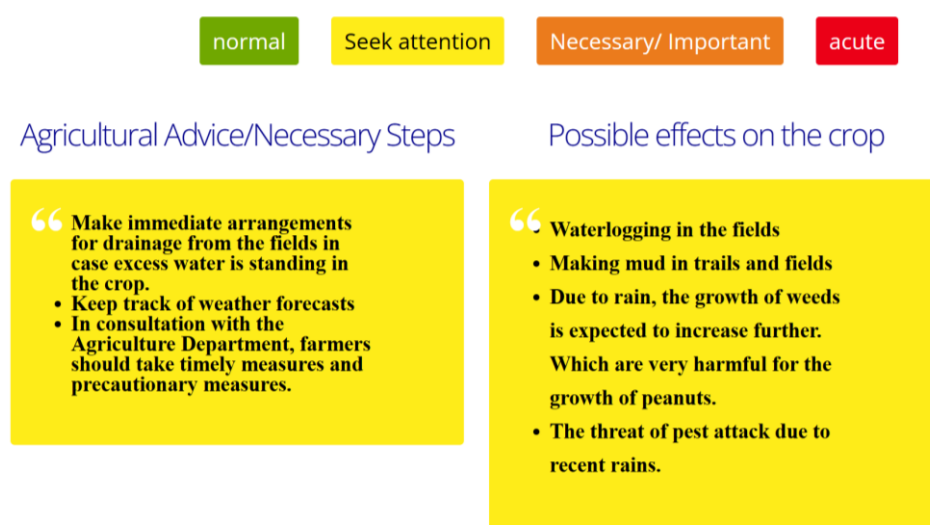 normal
Seek attention
Necessary/ Important
acute
Agricultural Advice/Necessary Steps
“ Make immediate arrangements
for drainage from the fields in
case excess water is standing in
the crop.
• Keep track of weather forecasts
• In consultation with the
Agriculture Department, farmers
should take timely measures and
precautionary measures.
Possible effects on the crop
“
• Waterlogging in the fields
• Making mud in trails and fields
• Due to rain, the growth of weeds
is expected to increase further.
Which are very harmful for the
growth of peanuts.
• The threat of pest attack due to
recent rains.